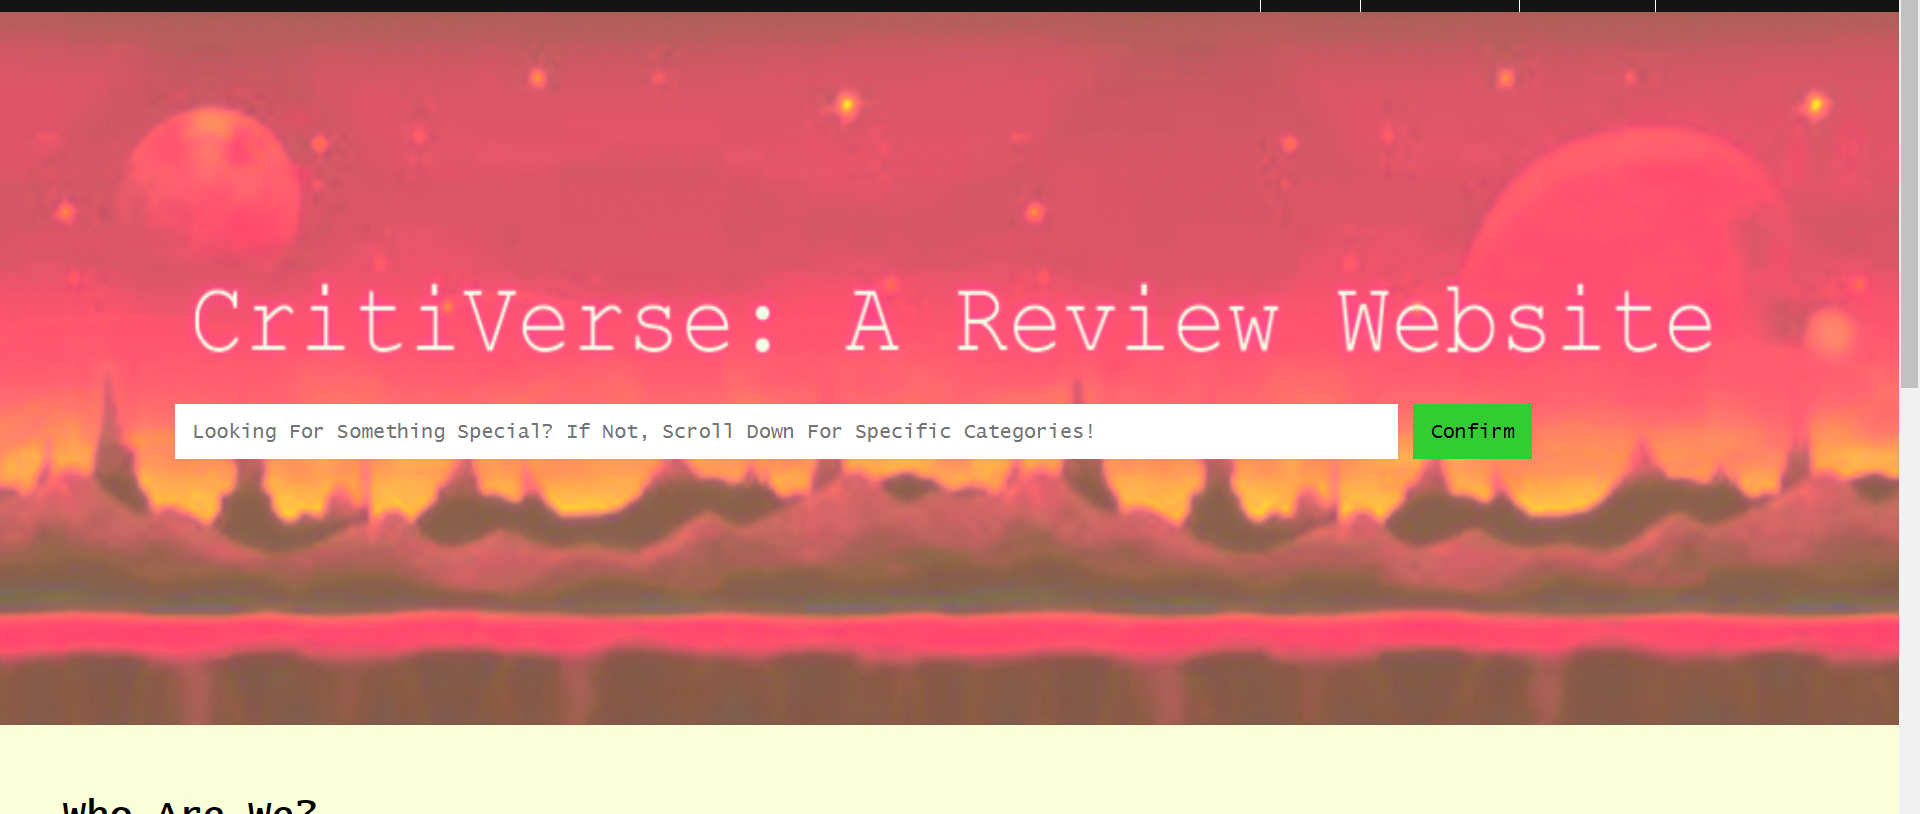 CritiVerse: A Review Website
Looking For Something Special? If Not, Scroll Down For Specific Categories!
Confirm
Who Are We?